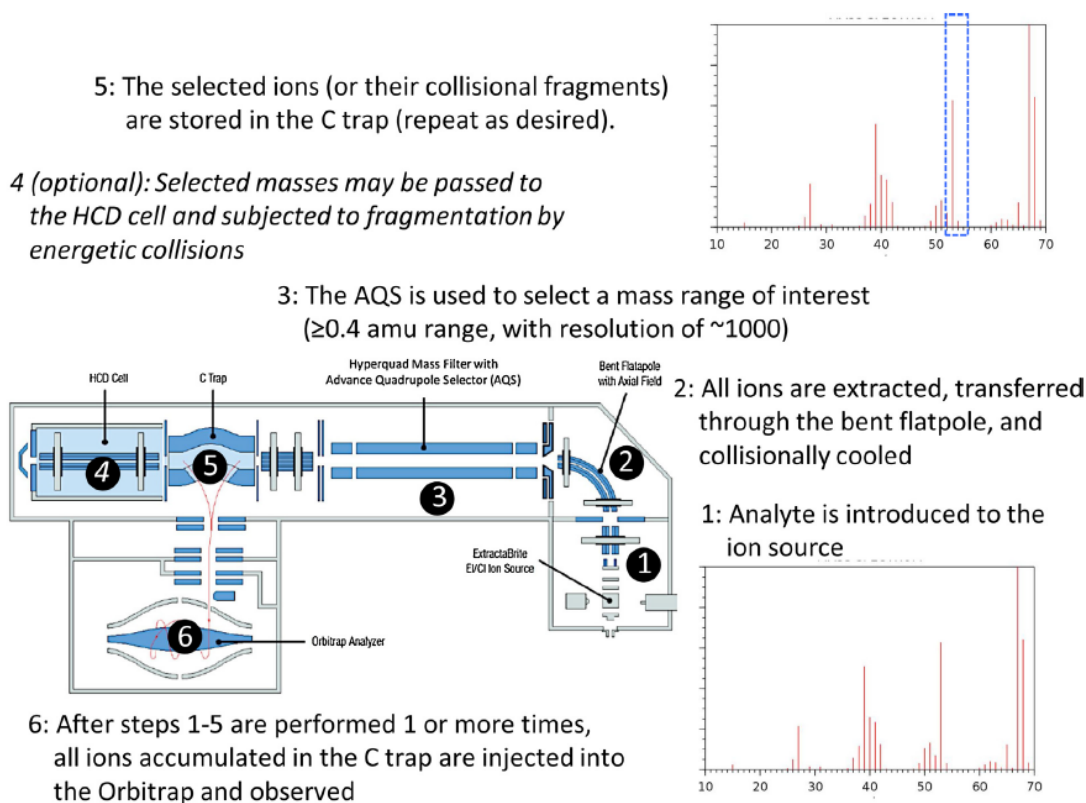 5: The selected ions (or their collisional fragments)
are stored in the C trap (repeat as desired).
4 (optional): Selected masses may be passed to
the HCD cell and subjected to fragmentation by
energetic collisions
10 20 30 40 50 60 70
3: The AQS is used to select a mass range of interest
(≥0.4 amu range, with resolution of ~1000)
HCD Cell
C Trap
Hyperquad Mass Filter with
Advance Quadrupole Selector (AQS)
Bent Flatapole
with Axial Field
2: All ions are extracted, transferred
through the bent flatpole, and
collisionally cooled
4
5
3
2
1: Analyte is introduced to the
ion source
ExtractaBrite
EI/CI Ion Source
1
6
Orbitrap Analyzer
6: After steps 1-5 are performed 1 or more times,
all ions accumulated in the C trap are injected into
the Orbitrap and observed
10 20 30 40 50 60 70